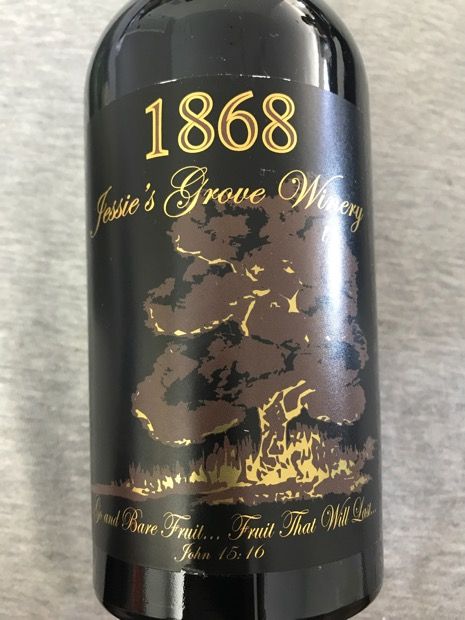 1868
Jessie's Grove Winery
Go and Bare Fruit... Fruit That Will Last...
John 15:16